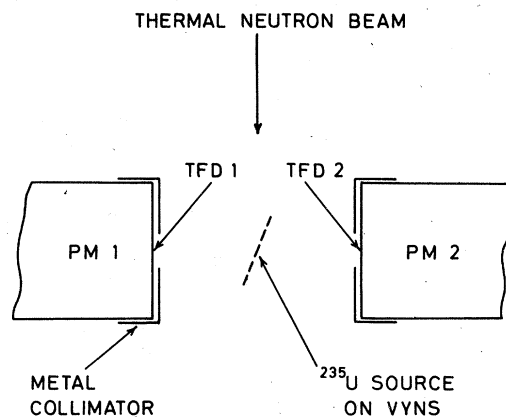 THERMAL NEUTRON BEAM
TFD 1
TFD 2
PM 1
PM 2
METAL
COLLIMATOR
235U SOURCE
ON VYNS